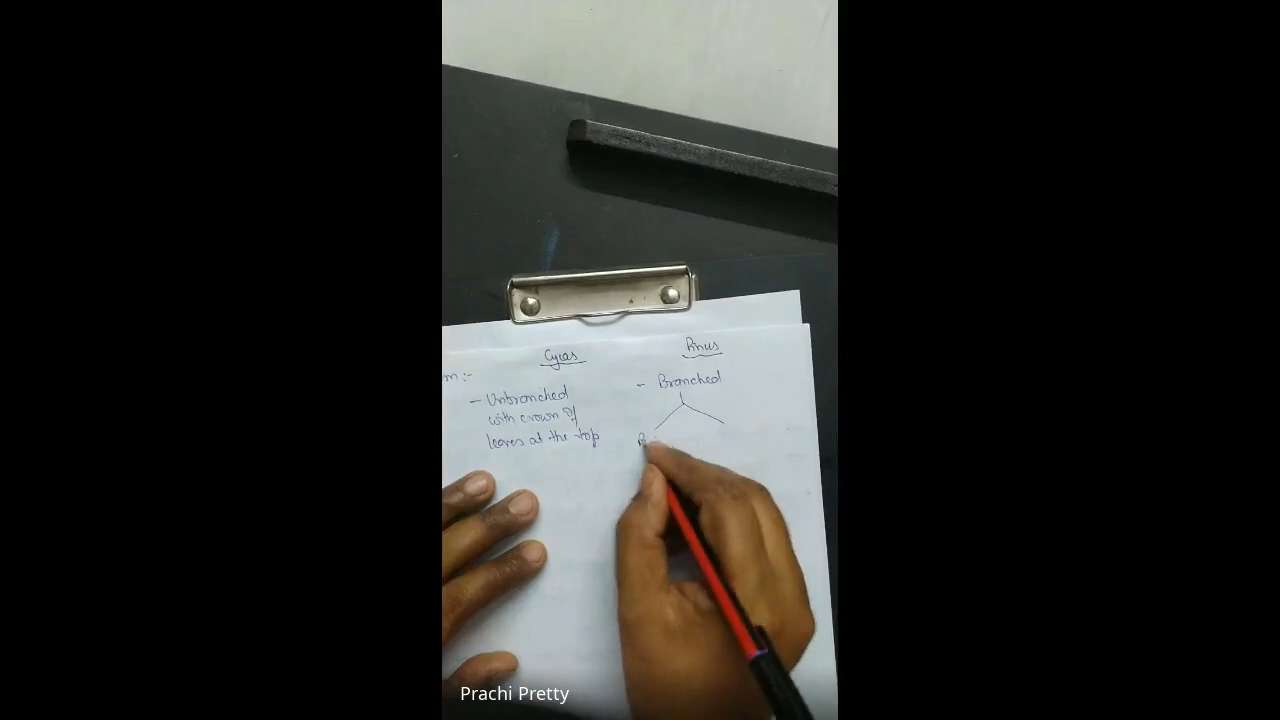 Cycas Pinus
m:-
- Unbranched - Branched
with crown of
leaves at the top
Prachi Pretty